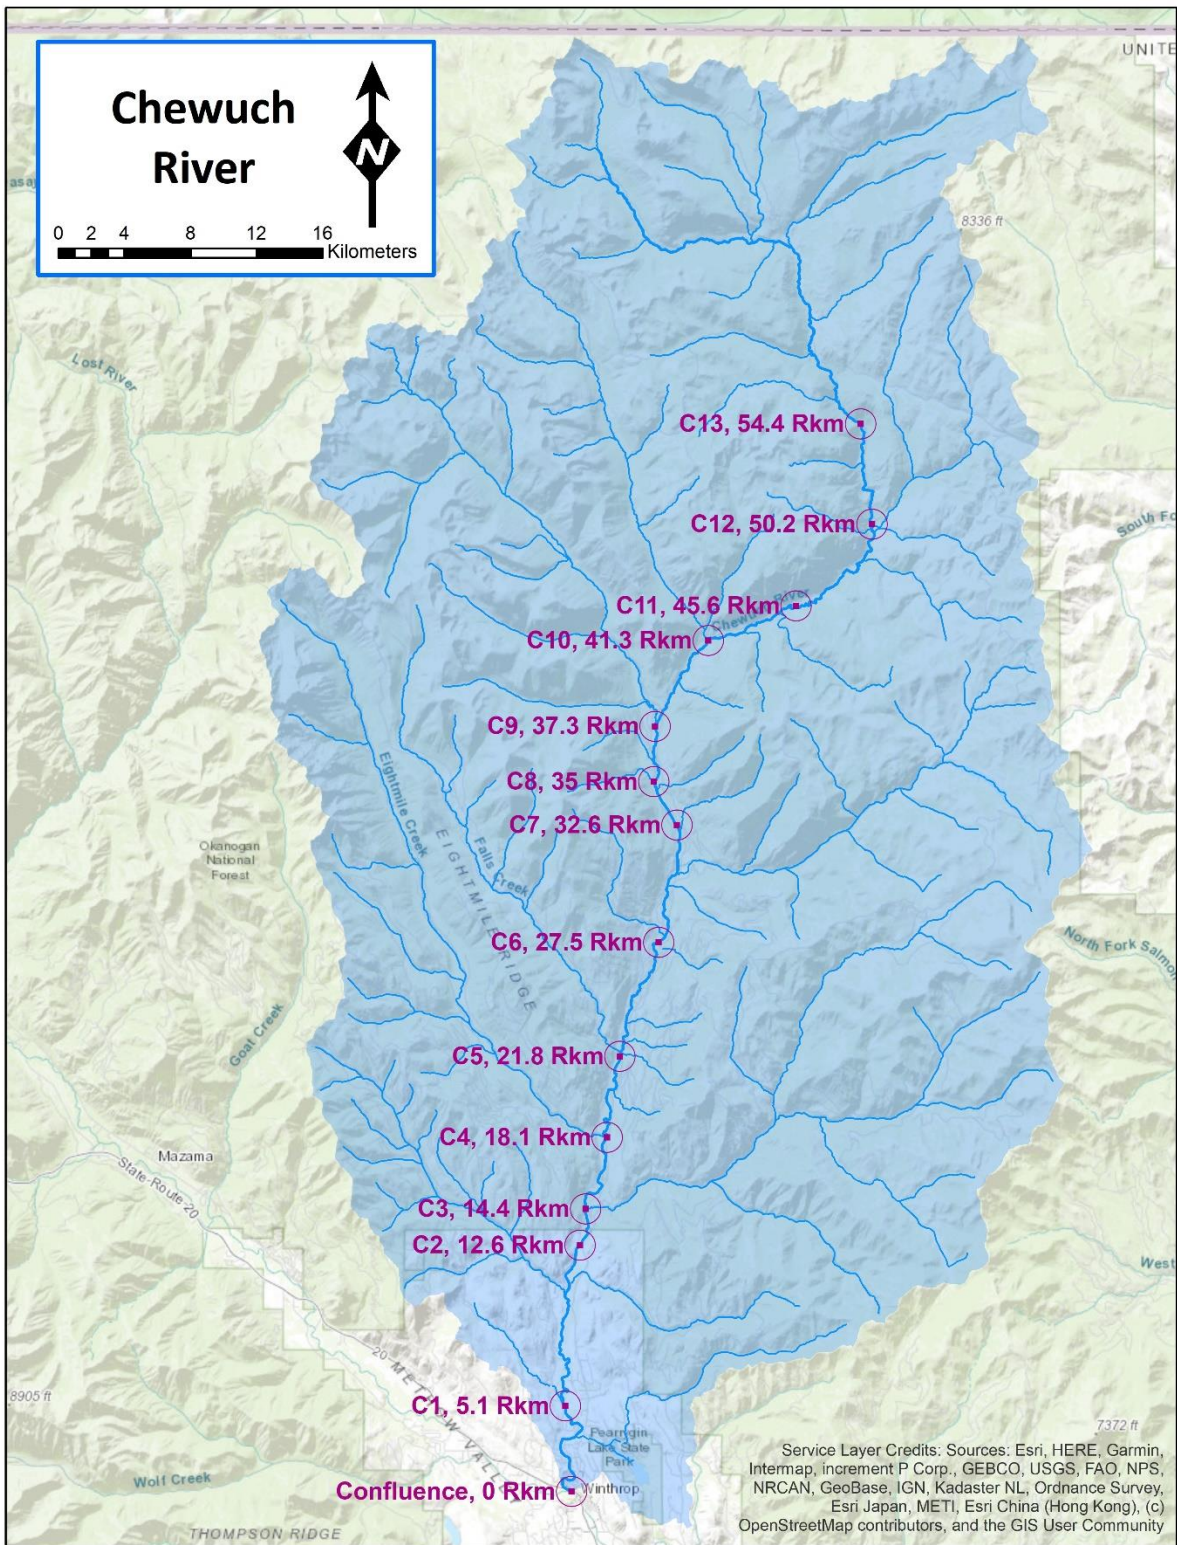 UNITE
Chewuch
River
N
0 2 4 8 12 16
Kilometers
asay
8336 ft
Lost River
C13, 54.4 Rkm
C12, 50.2 Rkm
South Fo
C11, 45.6 Rkm
Chewuch River
C10, 41.3 Rkm
C9, 37.3 Rkm
Eightmile Creek
C8, 35 Rkm
C7, 32.6 Rkm
Okanogan
National
Forest
Falls Creek
EIGHTMILE RIDGE
C6, 27.5 Rkm
North Fork Salmon
Goat Creek
C5, 21.8 Rkm
C4, 18.1 Rkm
Mazama
State-Route-20
C3, 14.4 Rkm
C2, 12.6 Rkm
West
20
METHOW VALLEY
8905 ft
C1, 5.1 Rkm
7372 ft
Pearrygin
Lake State
Park
Wolf Creek
Confluence, 0 Rkm
Winthrop
THOMPSON RIDGE
Service Layer Credits: Sources: Esri, HERE, Garmin,
Intermap, increment P Corp., GEBCO, USGS, FAO, NPS,
NRCAN, GeoBase, IGN, Kadaster NL, Ordnance Survey,
Esri Japan, METI, Esri China (Hong Kong), (c)
OpenStreetMap contributors, and the GIS User Community